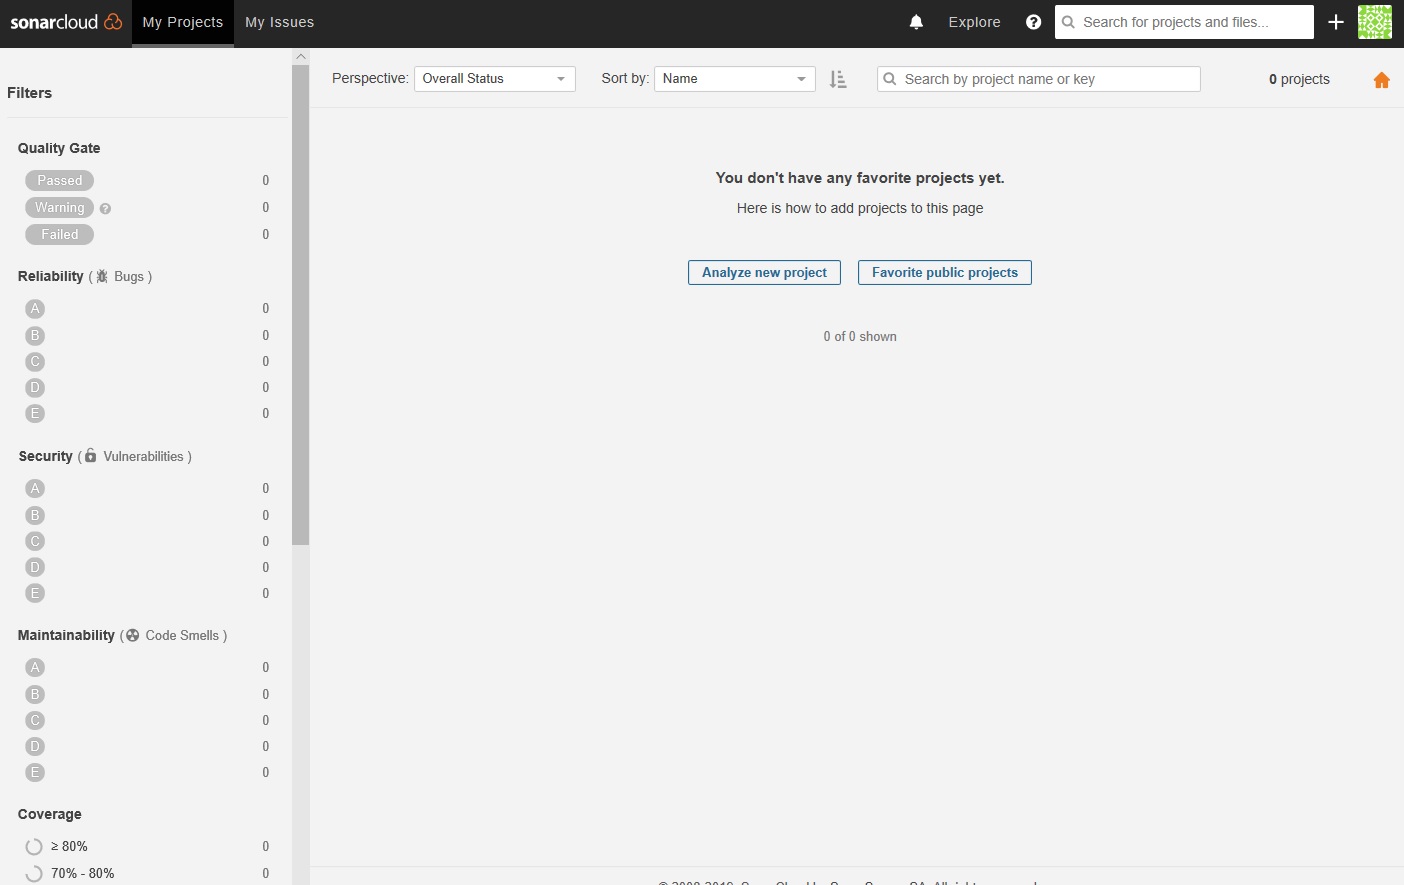 sonarcloud My Projects My Issues Explore Search for projects and files...
Filters
Quality Gate
Passed 0
Warning 0
Failed 0
Reliability ( Bugs )
A 0
B 0
C 0
D 0
E 0
Security ( Vulnerabilities )
A 0
B 0
C 0
D 0
E 0
Maintainability ( Code Smells )
A 0
B 0
C 0
D 0
E 0
Coverage
≥ 80% 0
70% - 80% 0
Perspective: Overall Status Sort by: Name Search by project name or key 0 projects
You don't have any favorite projects yet.
Here is how to add projects to this page
Analyze new project Favorite public projects
0 of 0 shown